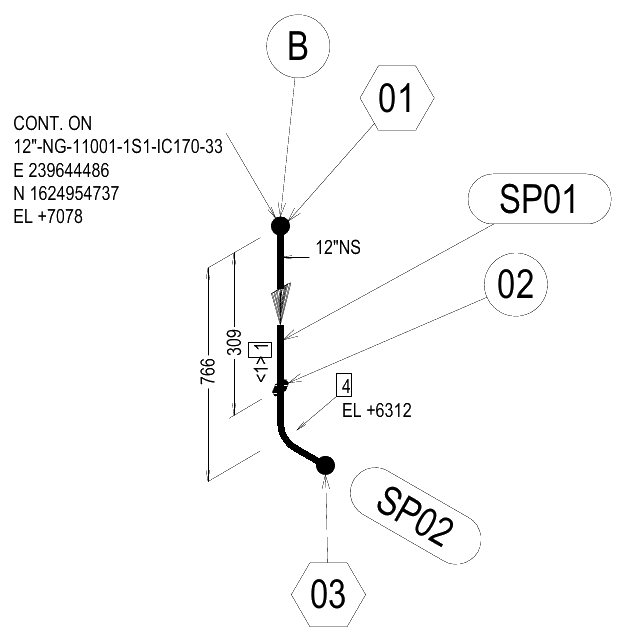 B
01
CONT. ON
12"-NG-11001-1S1-IC170-33
E 239644486
N 1624954737
EL +7078
SP01
12"NS
02
309
766
<1> 1
4
EL +6312
SP02
03